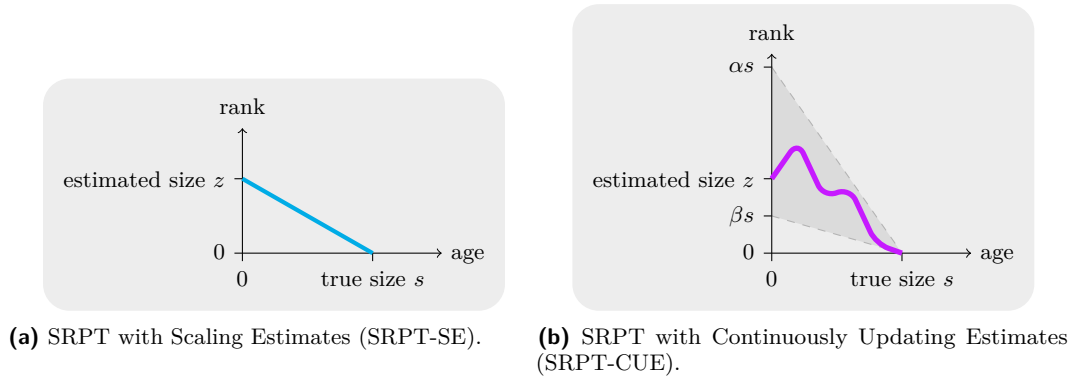 rank
estimated size z
0
0
true size s
age
(a) SRPT with Scaling Estimates (SRPT-SE).
rank
αs
estimated size z
βs
0
0
true size s
age
(b) SRPT with Continuously Updating Estimates
(SRPT-CUE).